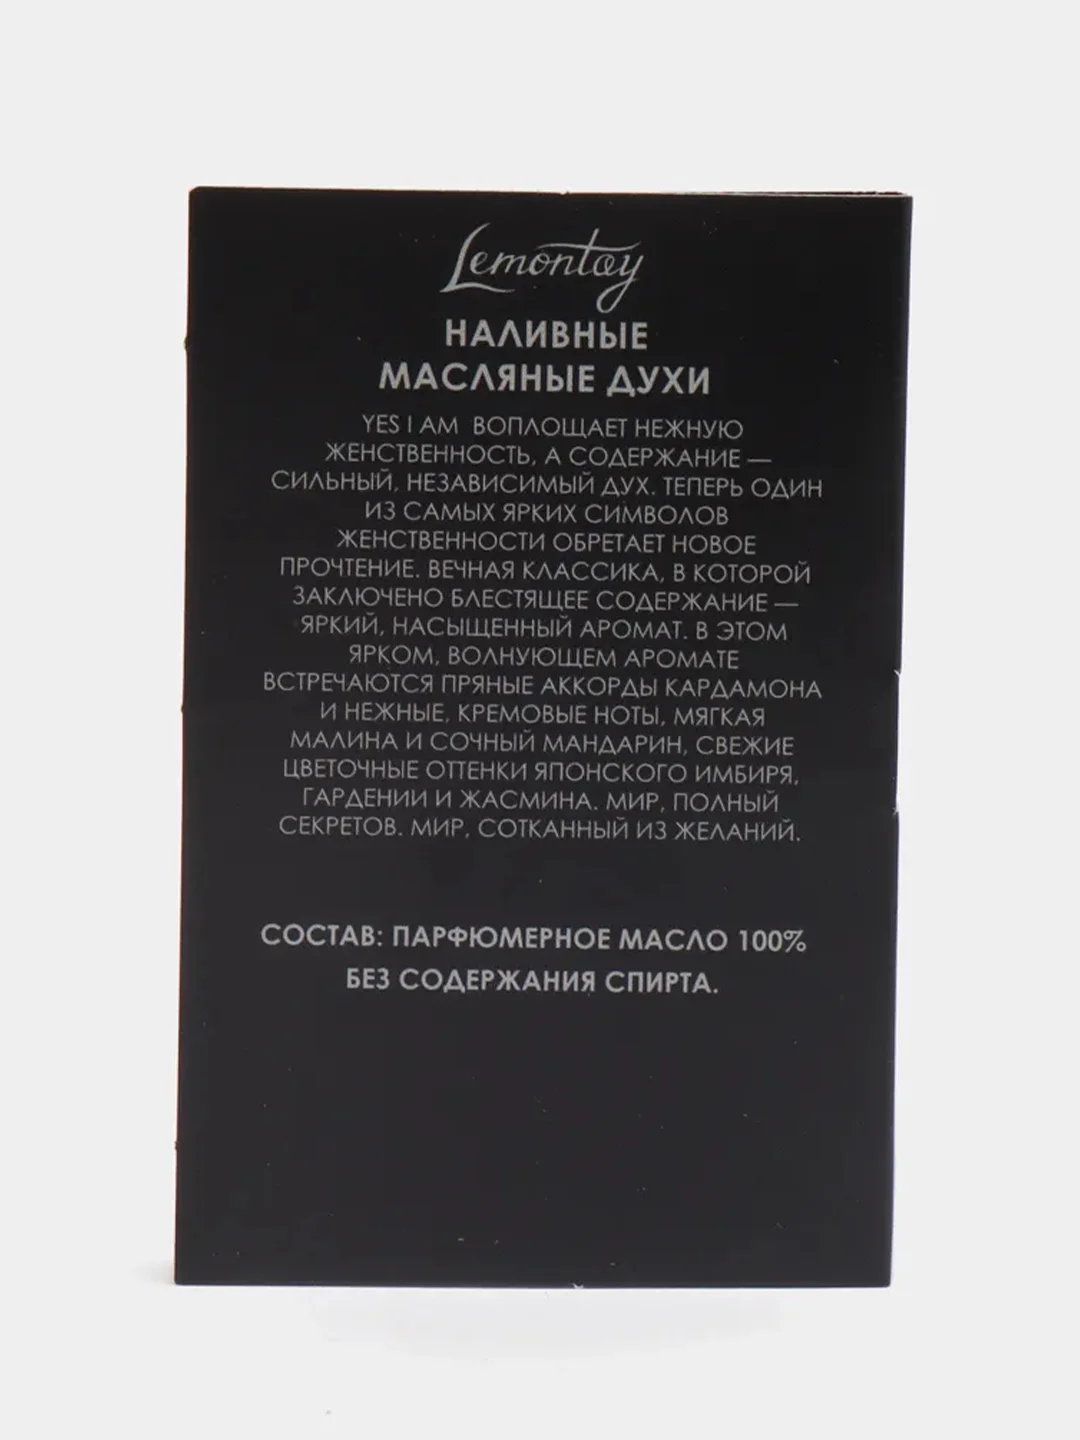 Lemontay
НАЛИВНЫЕ
МАСЛЯНЫЕ ДУХИ
YES I AM ВОПЛОЩАЕТ НЕЖНУЮ
ЖЕНСТВЕННОСТЬ, А СОДЕРЖАНИЕ —
СИЛЬНЫЙ, НЕЗАВИСИМЫЙ ДУХ. ТЕПЕРЬ ОДИН
ИЗ САМЫХ ЯРКИХ СИМВОЛОВ
ЖЕНСТВЕННОСТИ ОБРЕТАЕТ НОВОЕ
ПРОЧТЕНИЕ. ВЕЧНАЯ КЛАССИКА, В КОТОРОЙ
ЗАКЛЮЧЕНО БЛЕСТЯЩЕЕ СОДЕРЖАНИЕ —
ЯРКИЙ, НАСЫЩЕННЫЙ АРОМАТ. В ЭТОМ
ЯРКОМ, ВОЛНУЮЩЕМ АРОМАТЕ
ВСТРЕЧАЮТСЯ ПРЯНЫЕ АККОРДЫ КАРДАМОНА
И НЕЖНЫЕ, КРЕМОВЫЕ НОТЫ, МЯГКАЯ
МАЛИНА И СОЧНЫЙ МАНДАРИН, СВЕЖИЕ
ЦВЕТОЧНЫЕ ОТТЕНКИ ЯПОНСКОГО ИМБИРЯ,
ГАРДЕНИИ И ЖАСМИНА. МИР, ПОЛНЫЙ
СЕКРЕТОВ. МИР, СОТКАННЫЙ ИЗ ЖЕЛАНИЙ.
СОСТАВ: ПАРФЮМЕРНОЕ МАСЛО 100%
БЕЗ СОДЕРЖАНИЯ СПИРТА.